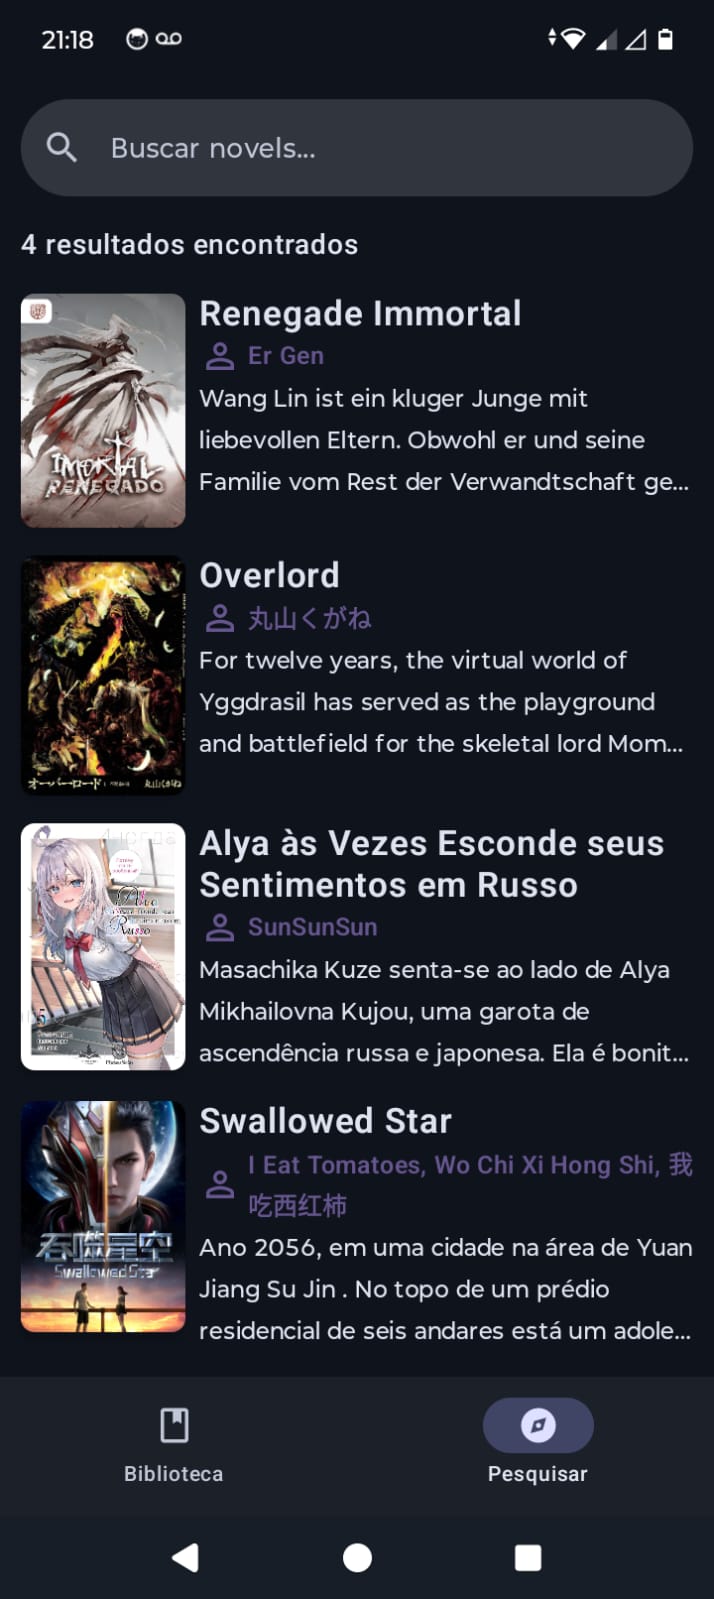 21:18
Buscar novels...
4 resultados encontrados
Renegade Immortal
Er Gen
Wang Lin ist ein kluger Junge mit
liebevollen Eltern. Obwohl er und seine
Familie vom Rest der Verwandtschaft ge...
IMORTAL
RENEGADO
Overlord
丸山くがね
For twelve years, the virtual world of
Yggdrasil has served as the playground
and battlefield for the skeletal lord Mom...
オーバーロード 丸山くがね
Alya às Vezes Esconde seus
Sentimentos em Russo
SunSunSun
Masachika Kuze senta-se ao lado de Alya
Mikhailovna Kujou, uma garota de
ascendência russa e japonesa. Ela é bonit...
Russo
Swallowed Star
I Eat Tomatoes, Wo Chi Xi Hong Shi, 我
吃西红柿
Ano 2056, em uma cidade na área de Yuan
Jiang Su Jin . No topo de um prédio
residencial de seis andares está um adole...
吞噬星空
Swallowed Star
Biblioteca
Pesquisar